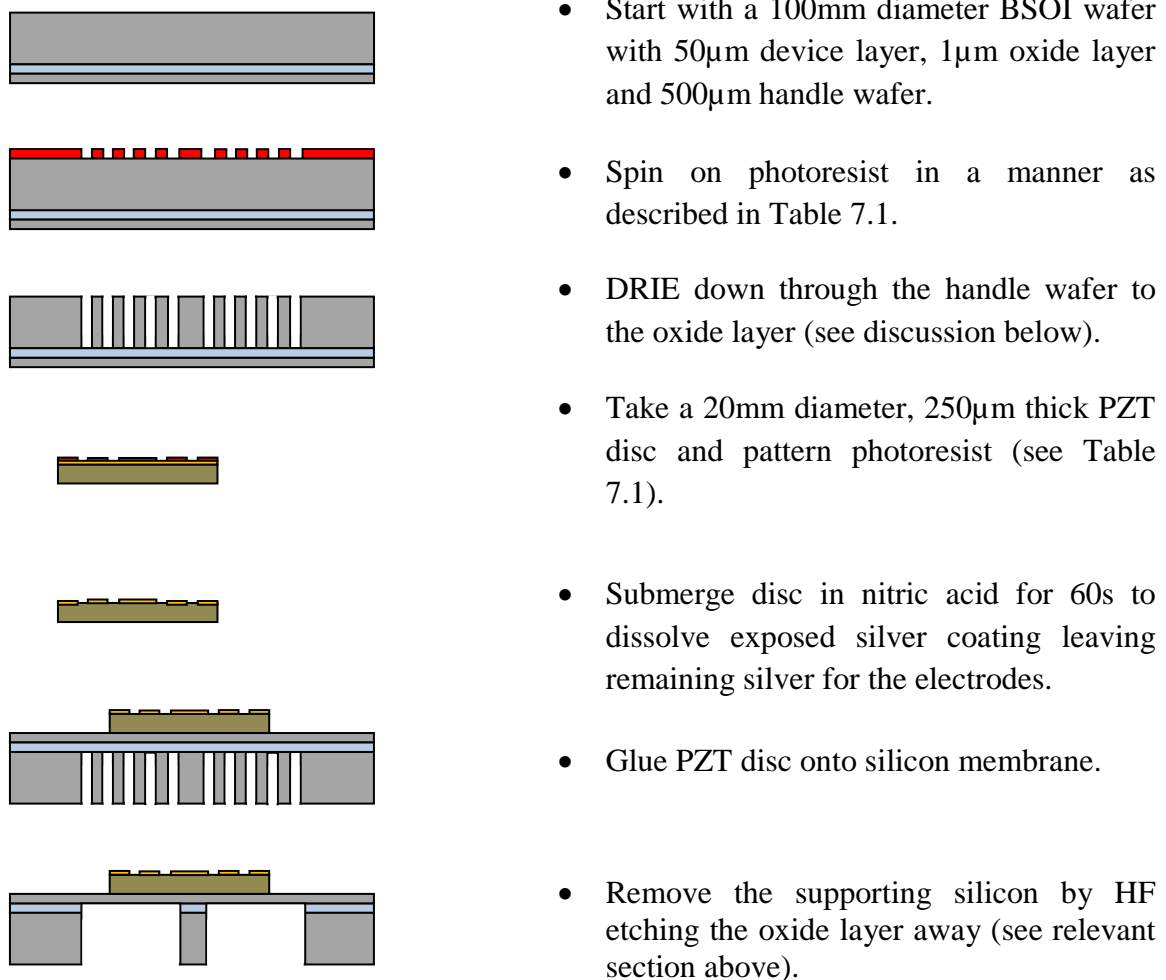 • Start with a 100mm diameter BSOI wafer
with 50µm device layer, 1µm oxide layer
and 500µm handle wafer.
• Spin on photoresist in a manner as
described in Table 7.1.
• DRIE down through the handle wafer to
the oxide layer (see discussion below).
• Take a 20mm diameter, 250µm thick PZT
disc and pattern photoresist (see Table
7.1).
• Submerge disc in nitric acid for 60s to
dissolve exposed silver coating leaving
remaining silver for the electrodes.
• Glue PZT disc onto silicon membrane.
• Remove the supporting silicon by HF
etching the oxide layer away (see relevant
section above).